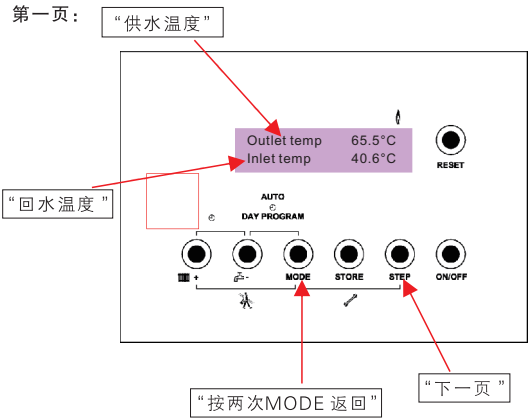 第一页：
“供水温度”
Outlet temp 65.5°C
Inlet temp 40.6°C
RESET
“回水温度”
AUTO
DAY PROGRAM
+ - MODE STORE STEP ON/OFF
“下一页”
“按两次MODE 返回”